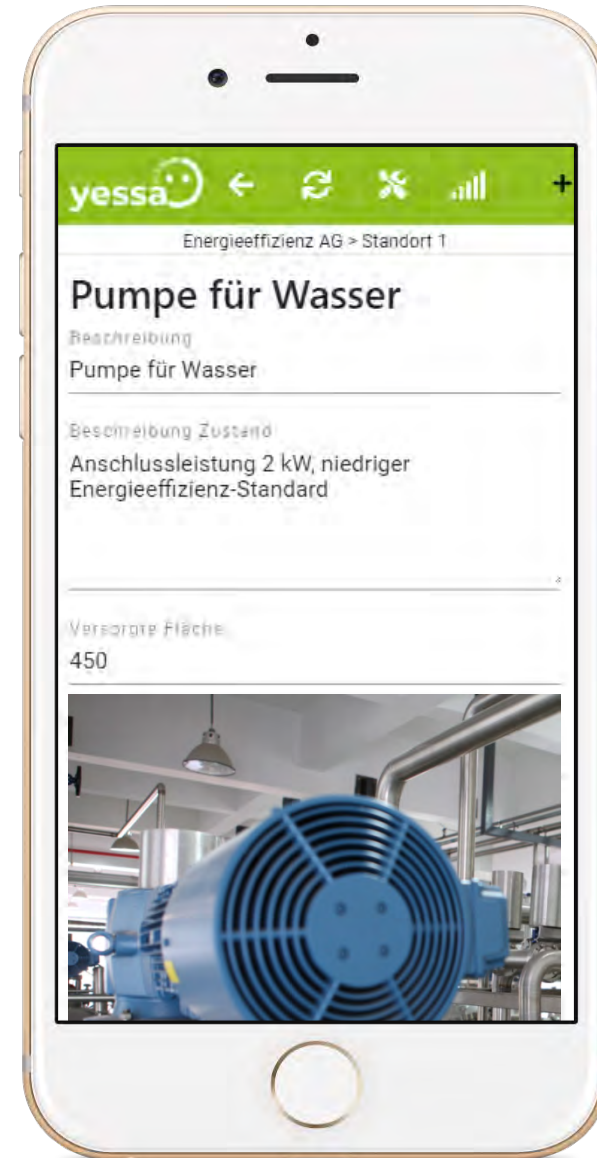 yessa
+
Energieeffizienz AG > Standort 1
Pumpe für Wasser
Beschreibung
Pumpe für Wasser
Beschreibung Zustand
Anschlussleistung 2 kW, niedriger
Energieeffizienz-Standard
Versorgte Fläche
450